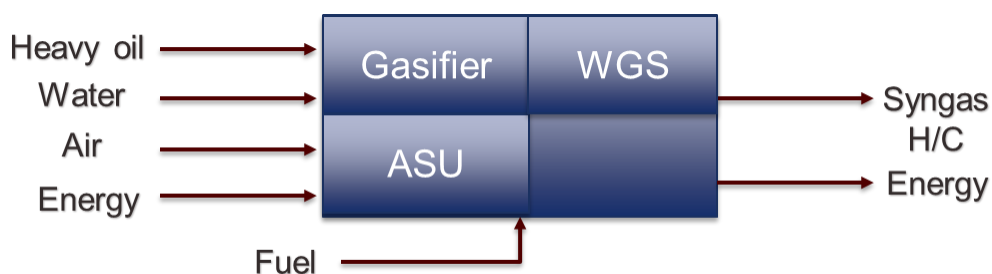 Heavy oil
Water
Air
Energy
Fuel
Gasifier
WGS
ASU
Syngas
H/C
Energy